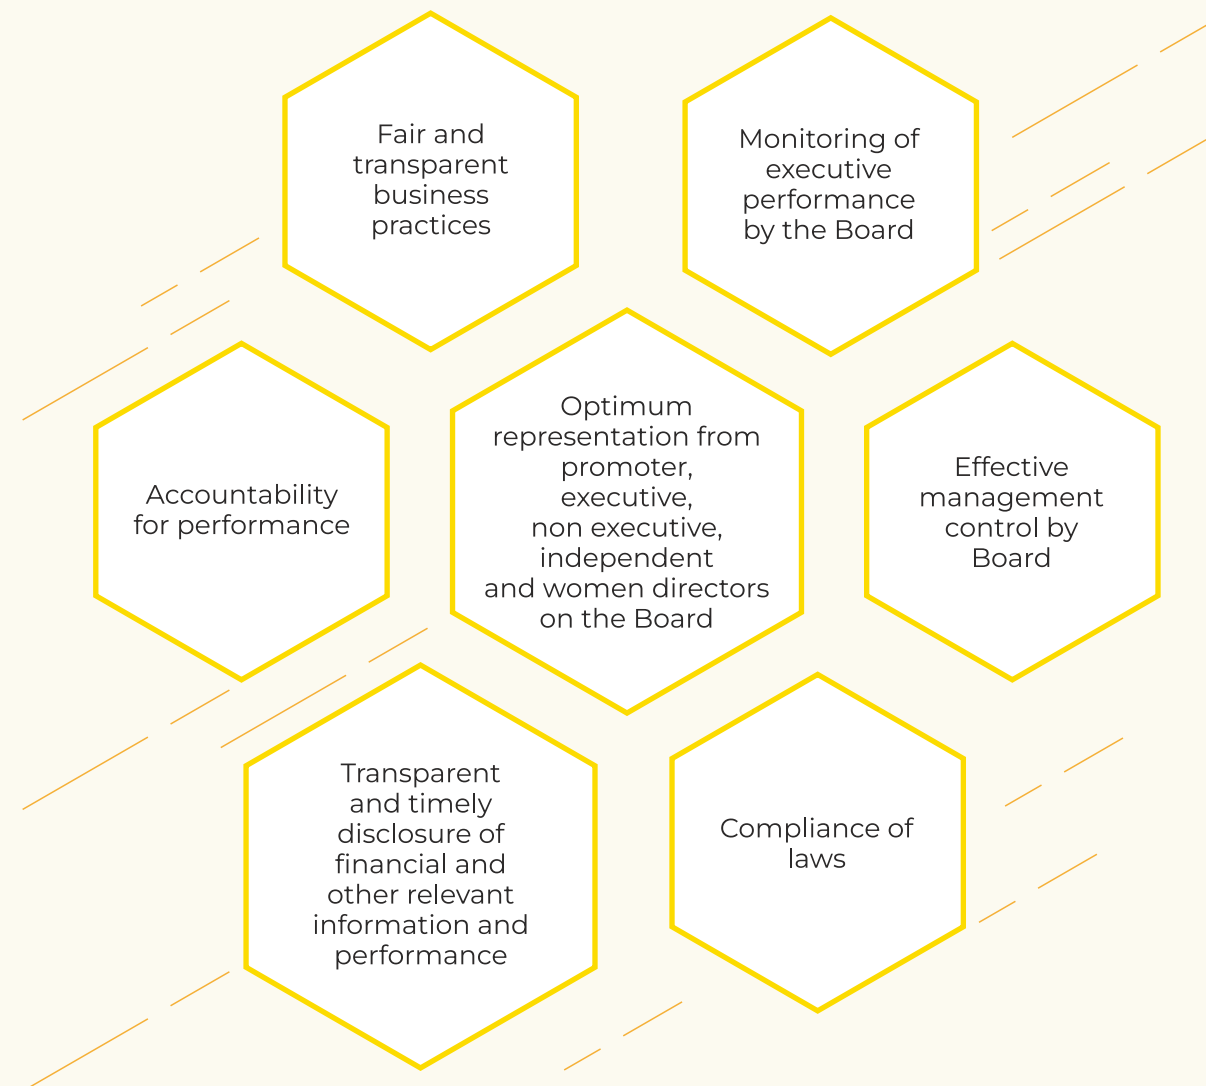 Fair and
transparent
business
practices
Monitoring of
executive
performance
by the Board
Accountability
for performance
Optimum
representation from
promoter,
executive,
non executive,
independent
and women directors
on the Board
Effective
management
control by
Board
Transparent
and timely
disclosure of
financial and
other relevant
information and
performance
Compliance of
laws